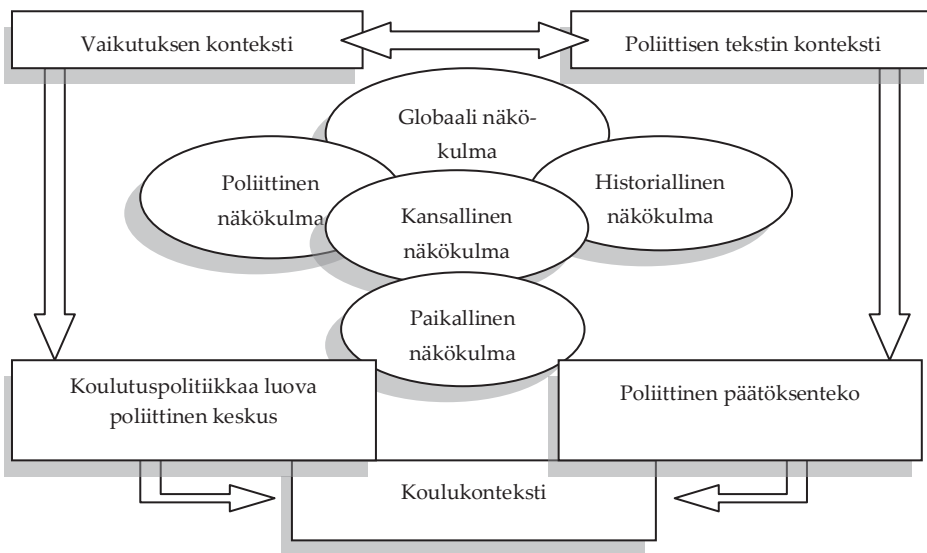 Vaikutuksen konteksti
Poliittisen tekstin konteksti
Globaali näkö-
kulma
Poliittinen
näkökulma
Historiallinen
näkökulma
Kansallinen
näkökulma
Paikallinen
näkökulma
Koulutuspolitiikkaa luova
poliittinen keskus
Poliittinen päätöksenteko
Koulukonteksti